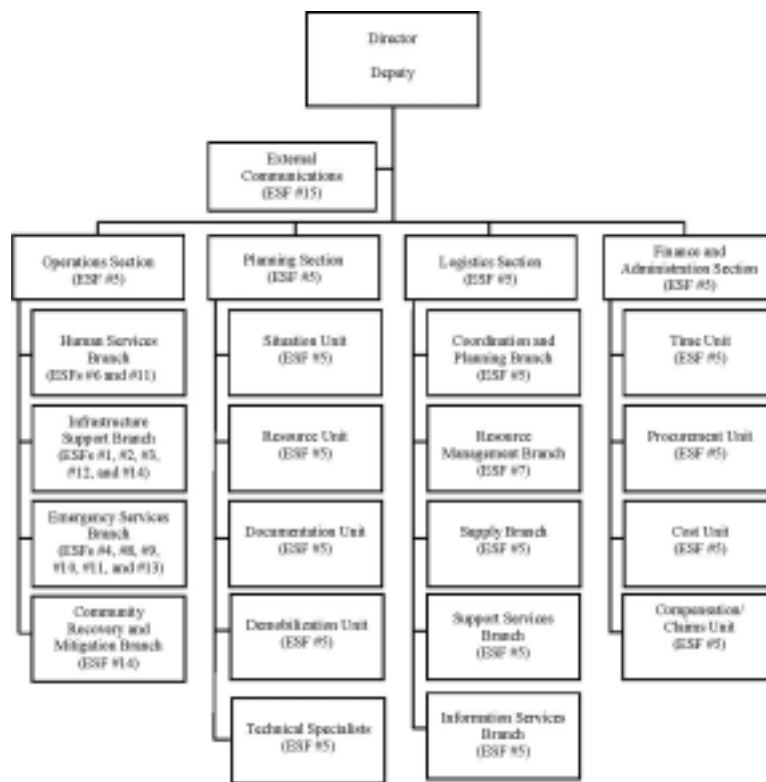 Director
Deputy
External
Communications
(ESF #15)
Operations Section
(ESF #5)
Planning Section
(ESF #5)
Logistics Section
(ESF #5)
Finance and
Administration Section
(ESF #5)
Human Services
Branch
(ESFs #6 and #11)
Infrastructure
Support Branch
(ESFs #1, #2, #3,
#12, and #14)
Emergency Services
Branch
(ESFs #4, #8, #9,
#10, #11, and #13)
Community
Recovery and
Mitigation Branch
(ESF #14)
Situation Unit
(ESF #5)
Resource Unit
(ESF #5)
Documentation Unit
(ESF #5)
Demobilization Unit
(ESF #5)
Technical Specialists
(ESF #5)
Coordination and
Planning Branch
(ESF #5)
Resource
Management Branch
(ESF #7)
Supply Branch
(ESF #5)
Support Services
Branch
(ESF #5)
Information Services
Branch
(ESF #5)
Time Unit
(ESF #5)
Procurement Unit
(ESF #5)
Cost Unit
(ESF #5)
Compensation/
Claims Unit
(ESF #5)